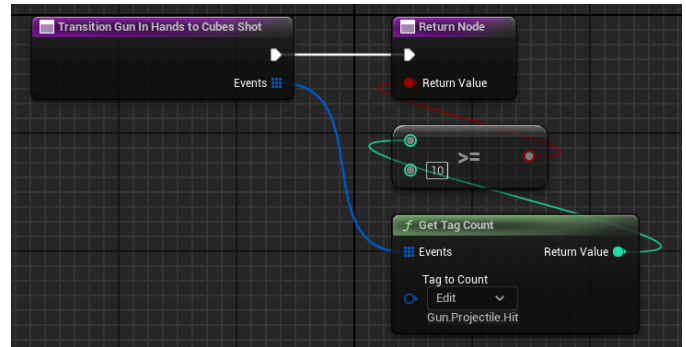 Transition Gun In Hands to Cubes Shot
Events
Return Node
Return Value
>=
10
f Get Tag Count
Events
Return Value
Tag to Count
Edit
Gun.Projectile.Hit